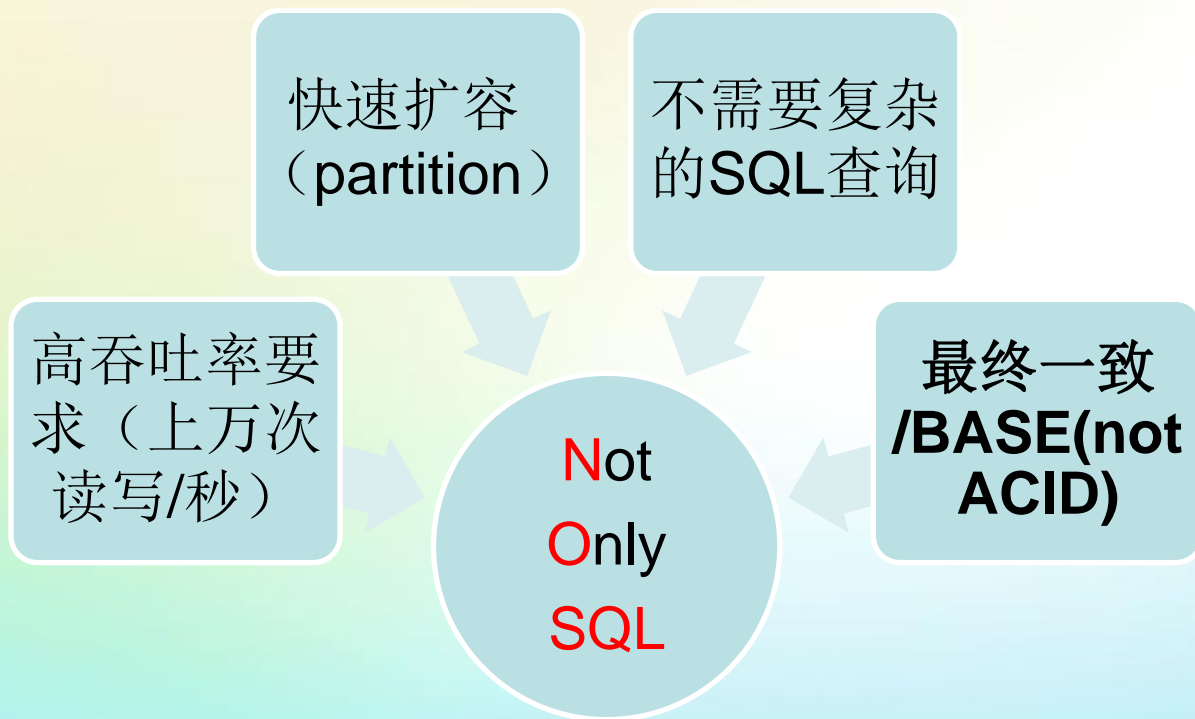 快速扩容
（partition）
不需要复杂
的SQL查询
高吞吐率要
求（上万次
读写/秒）
最终一致
/BASE(not
ACID)
Not
Only
SQL